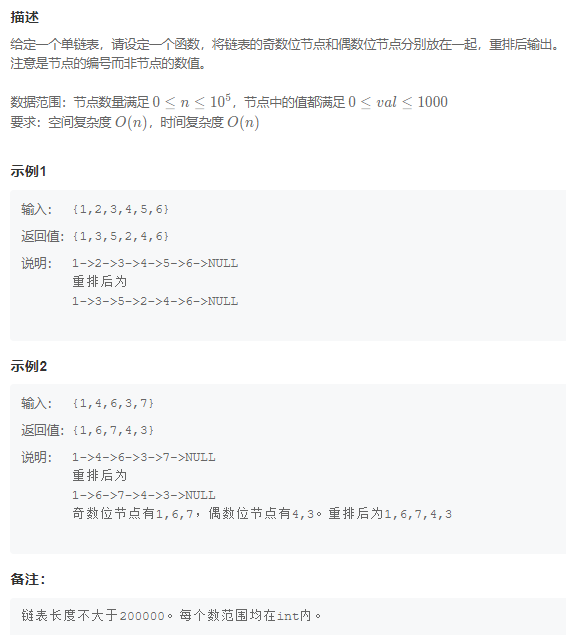 描述
给定一个单链表，请设定一个函数，将链表的奇数位节点和偶数位节点分别放在一起，重排后输出。
注意是节点的编号而非节点的数值。
数据范围：节点数量满足 0 ≤ n ≤ 10⁵，节点中的值都满足 0 ≤ val ≤ 1000
要求：空间复杂度 O(n)，时间复杂度 O(n)
示例1
输入： {1,2,3,4,5,6}
返回值：{1,3,5,2,4,6}
说明： 1->2->3->4->5->6->NULL
重排后为
1->3->5->2->4->6->NULL
示例2
输入： {1,4,6,3,7}
返回值：{1,6,7,4,3}
说明： 1->4->6->3->7->NULL
重排后为
1->6->7->4->3->NULL
奇数位节点有1,6,7，偶数位节点有4,3。重排后为1,6,7,4,3
备注：
链表长度不大于200000。每个数范围均在int内。